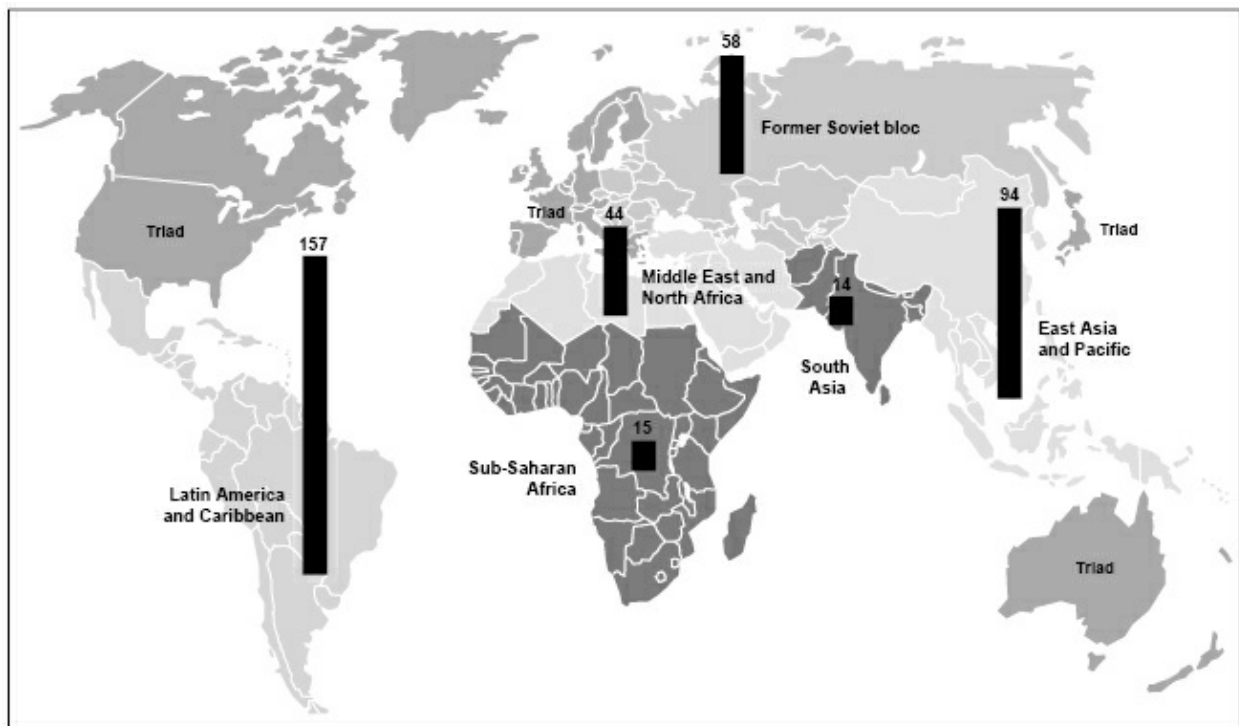 58
Former Soviet bloc
Triad
157
Triad
44
Middle East and
North Africa
14
South
Asia
94
Triad
East Asia
and Pacific
15
Sub-Saharan
Africa
Latin America
and Caribbean
Triad